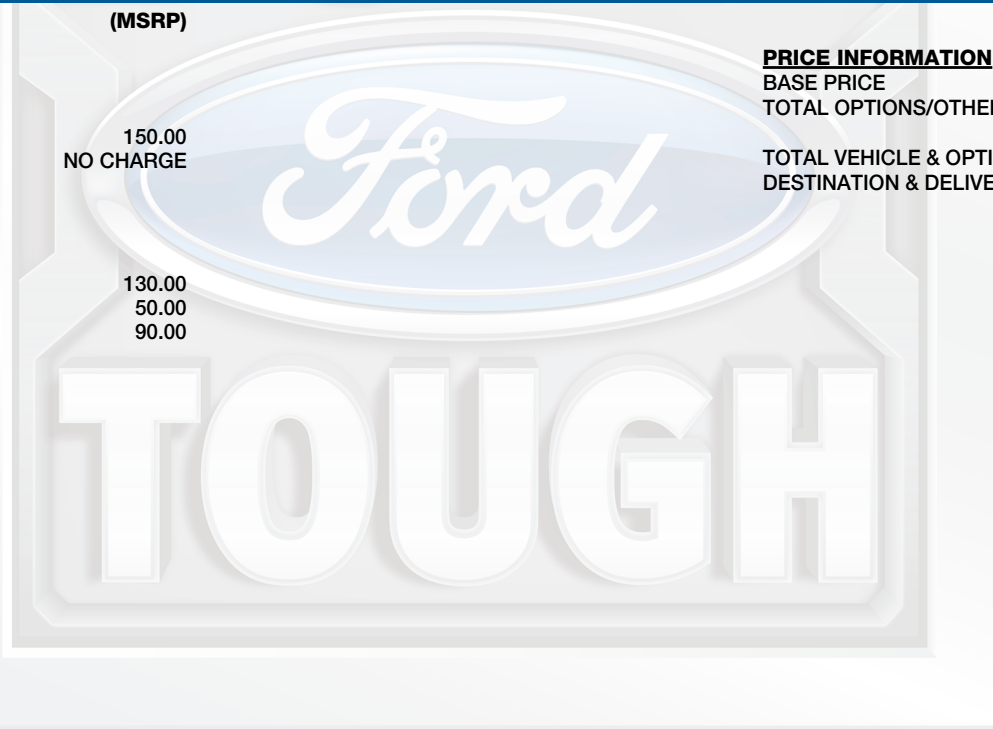 (MSRP)
150.00
NO CHARGE
130.00
50.00
90.00
PRICE INFORMATION
BASE PRICE
TOTAL OPTIONS/OTHER
TOTAL VEHICLE & OPTI
DESTINATION & DELIVE
Ford
TOUGH